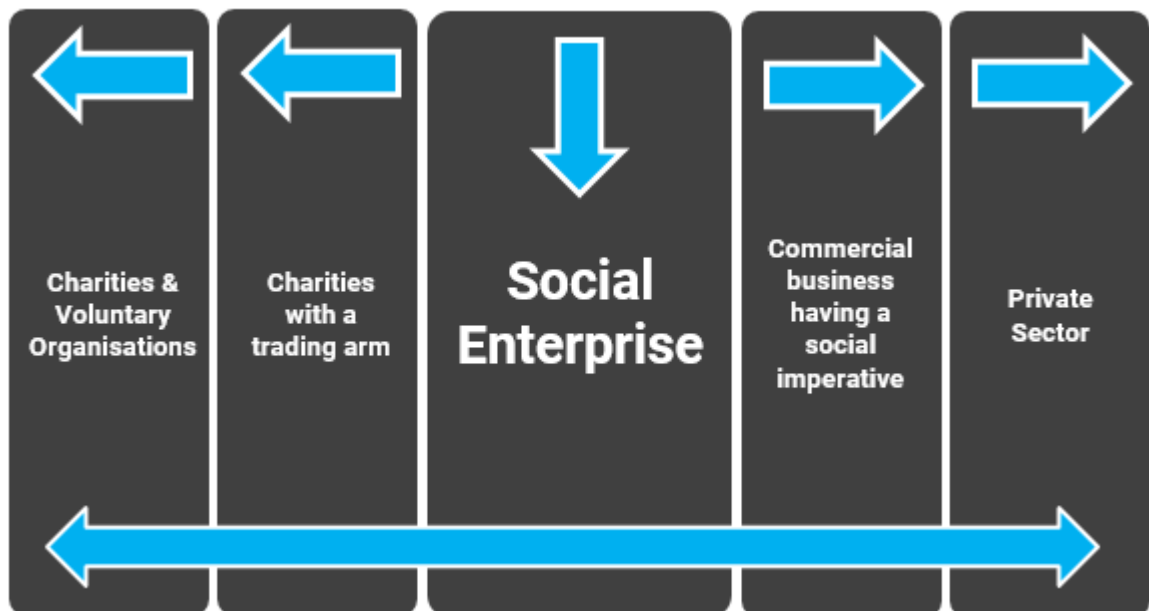 Charities &
Voluntary
Organisations
Charities
with a
trading arm
Social
Enterprise
Commercial
business
having a
social
imperative
Private
Sector